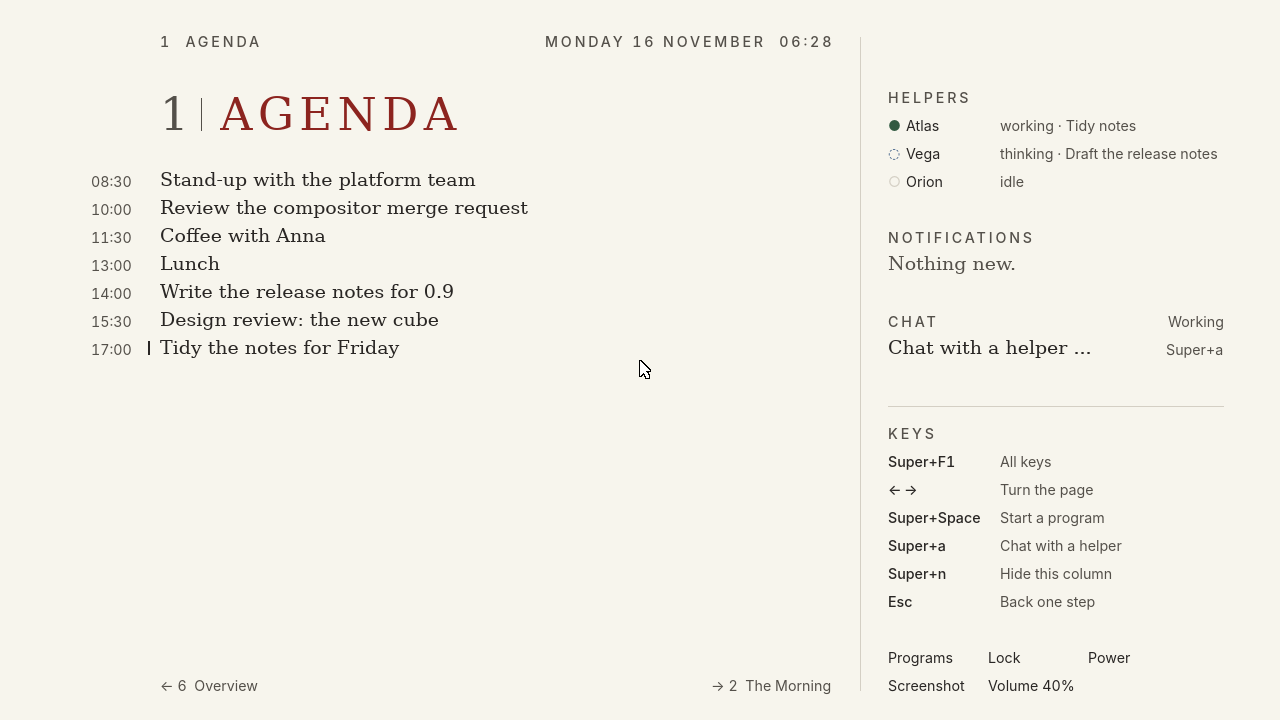 1 AGENDA
MONDAY 16 NOVEMBER 06:28
1 AGENDA
08:30 Stand-up with the platform team
10:00 Review the compositor merge request
11:30 Coffee with Anna
13:00 Lunch
14:00 Write the release notes for 0.9
15:30 Design review: the new cube
17:00 Tidy the notes for Friday
← 6 Overview
→ 2 The Morning
HELPERS
Atlas working · Tidy notes
Vega thinking · Draft the release notes
Orion idle
NOTIFICATIONS
Nothing new.
CHAT Working
Chat with a helper ... Super+a
KEYS
Super+F1 All keys
← → Turn the page
Super+Space Start a program
Super+a Chat with a helper
Super+n Hide this column
Esc Back one step
Programs Lock Power
Screenshot Volume 40%